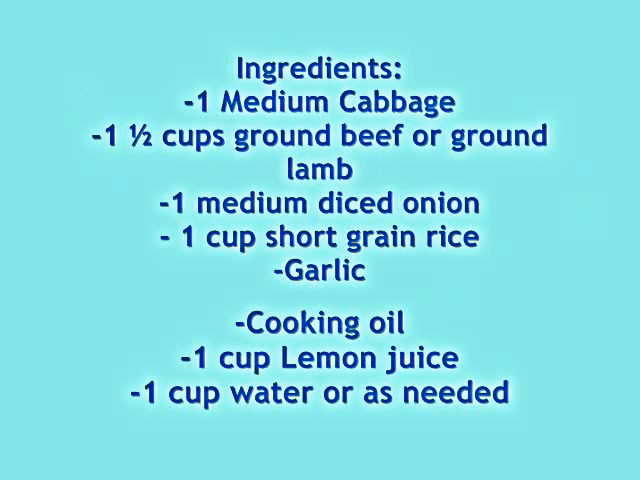 Ingredients:
-1 Medium Cabbage
-1 ½ cups ground beef or ground
lamb
-1 medium diced onion
- 1 cup short grain rice
-Garlic
-Cooking oil
-1 cup Lemon juice
-1 cup water or as needed